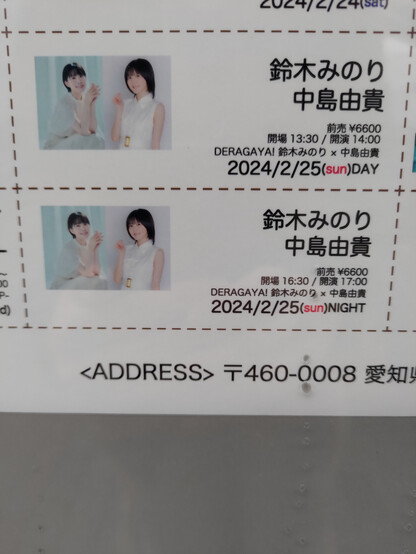 2024/2/24(sat)
鈴木みのり
中島由貴
前売 ¥6600
開場 13:30 / 開演 14:00
DERAGAYA! 鈴木みのり × 中島由貴
2024/2/25(sun)DAY
鈴木みのり
中島由貴
前売 ¥6600
開場 16:30 / 開演 17:00
DERAGAYA! 鈴木みのり × 中島由貴
2024/2/25(sun)NIGHT
<ADDRESS> 〒460-0008 愛知県